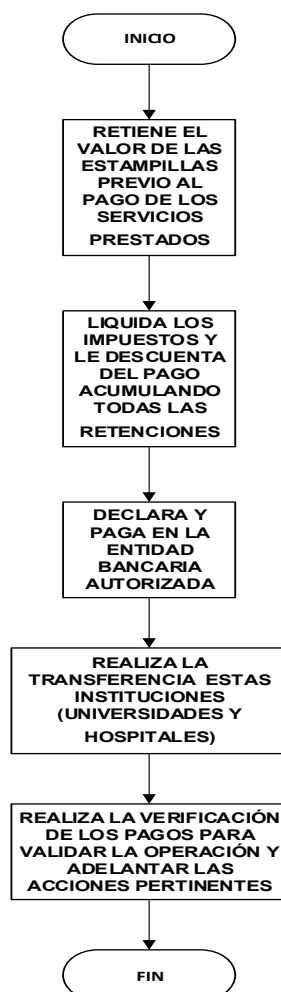 INICIO
RETIENE EL
VALOR DE LAS
ESTAMPILLAS
PREVIO AL
PAGO DE LOS
SERVICIOS
PRESTADOS
LIQUIDA LOS
IMPUESTOS Y
LE DESCUENTA
DEL PAGO
ACUMULANDO
TODAS LAS
RETENCIONES
DECLARA Y
PAGA EN LA
ENTIDAD
BANCARIA
AUTORIZADA
REALIZA LA
TRANSFERENCIA ESTAS
INSTITUCIONES
(UNIVERSIDADES Y
HOSPITALES)
REALIZA LA VERIFICACIÓN
DE LOS PAGOS PARA
VALIDAR LA OPERACIÓN Y
ADELANTAR LAS
ACCIONES PERTINENTES
FIN